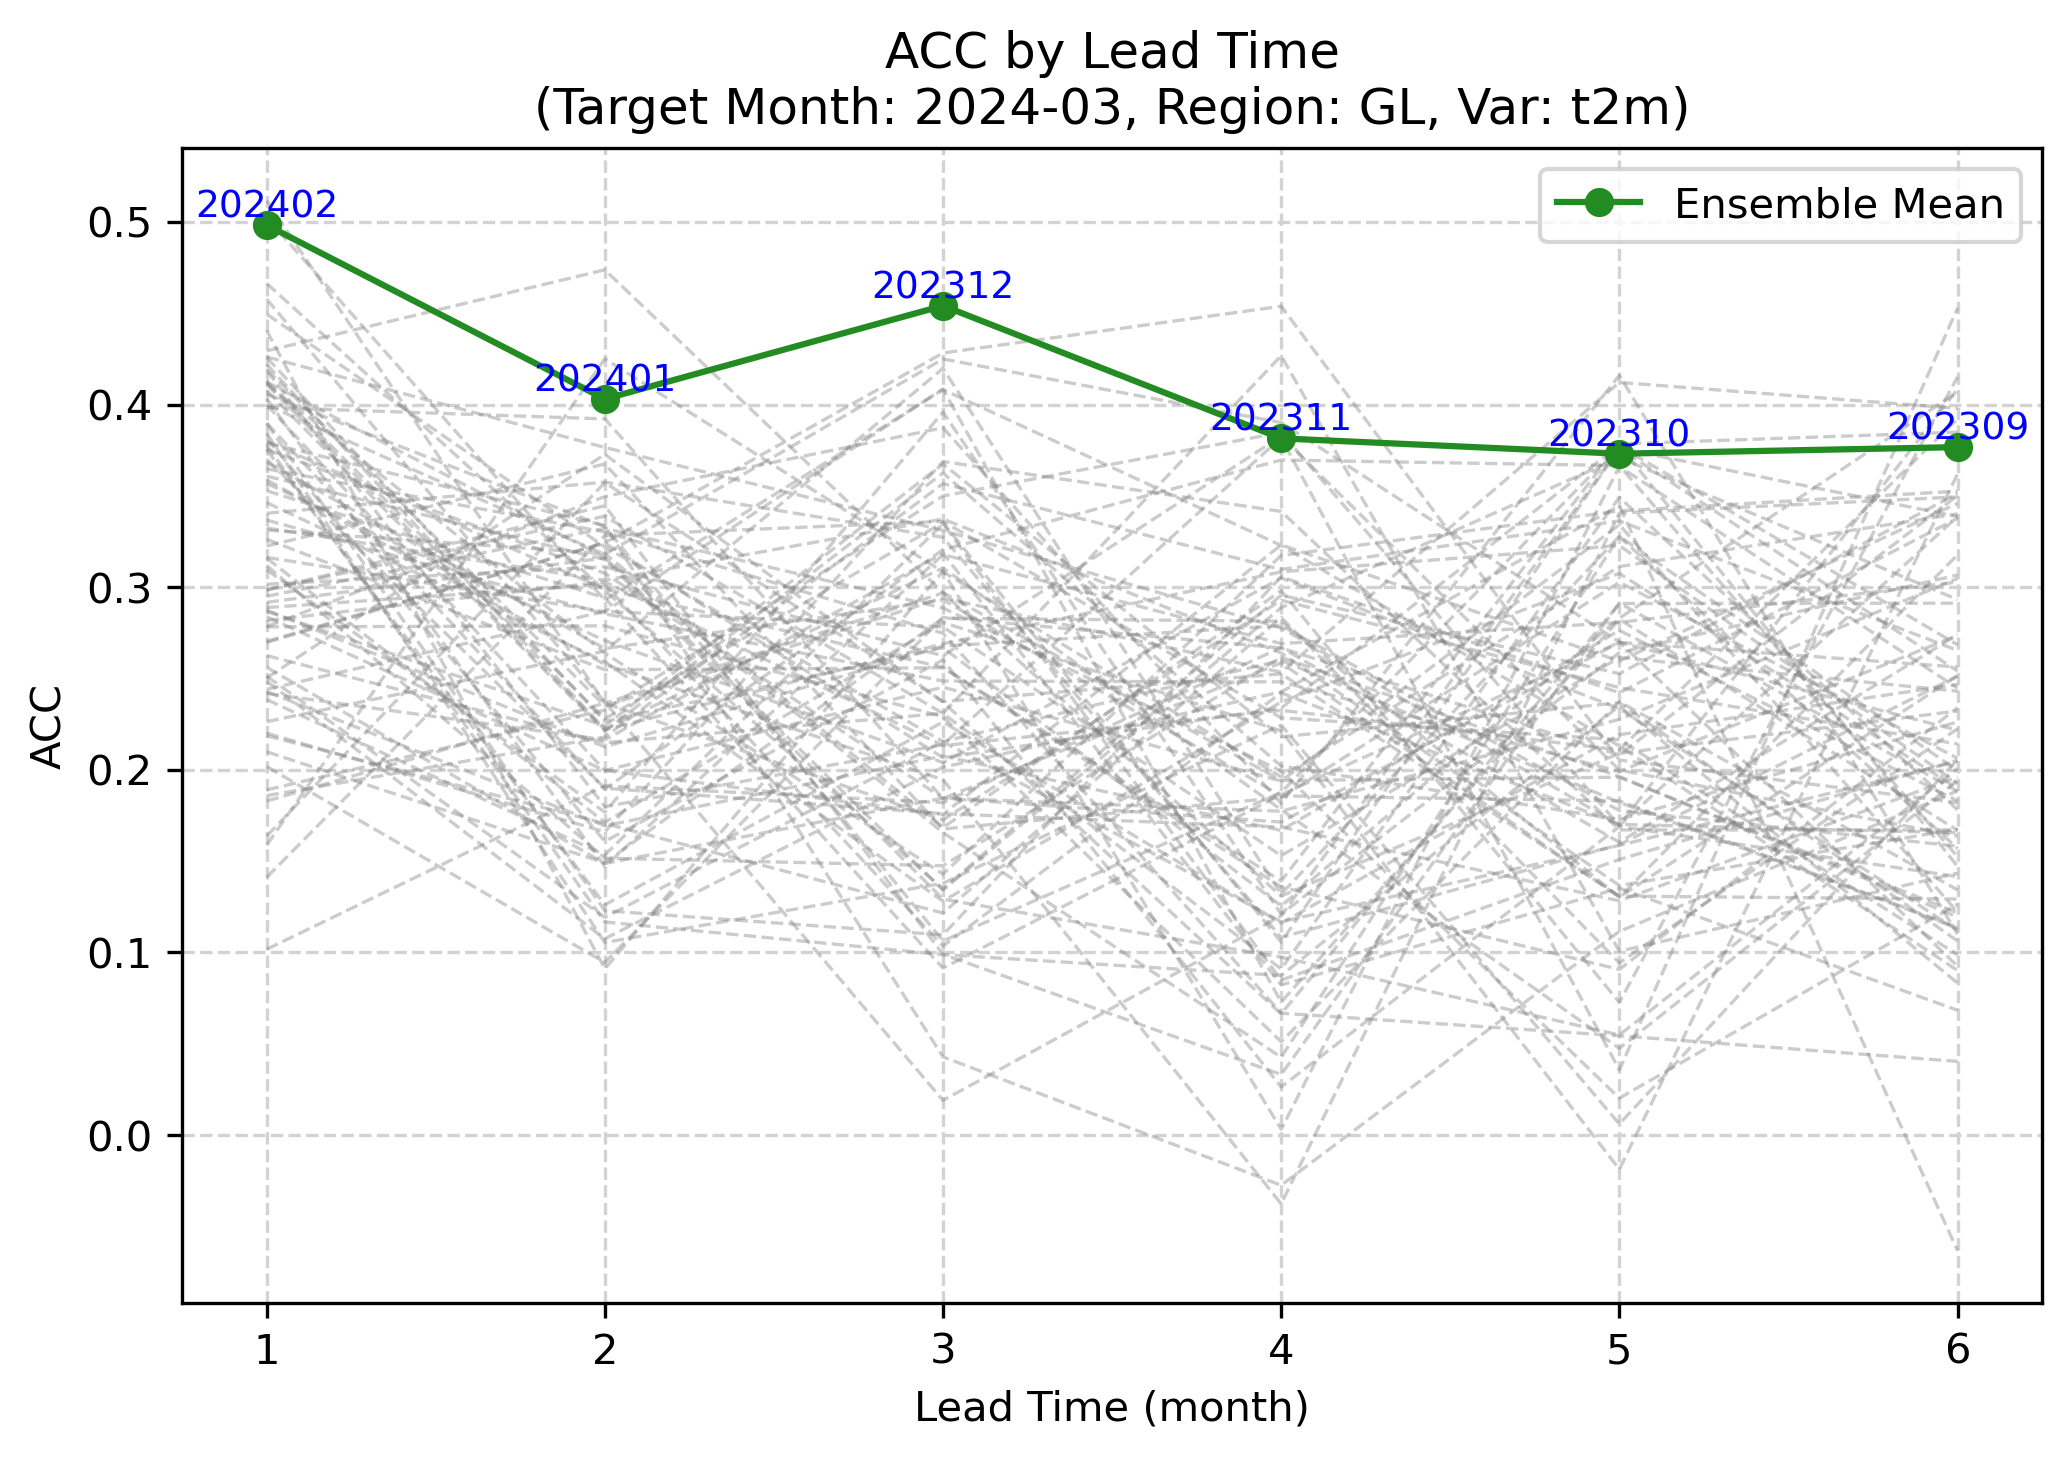 ACC by Lead Time
(Target Month: 2024-03, Region: GL, Var: t2m)
Ensemble Mean
202402
202401
202312
202311
202310
202309
ACC
0.5
0.4
0.3
0.2
0.1
0.0
1 2 3 4 5 6
Lead Time (month)